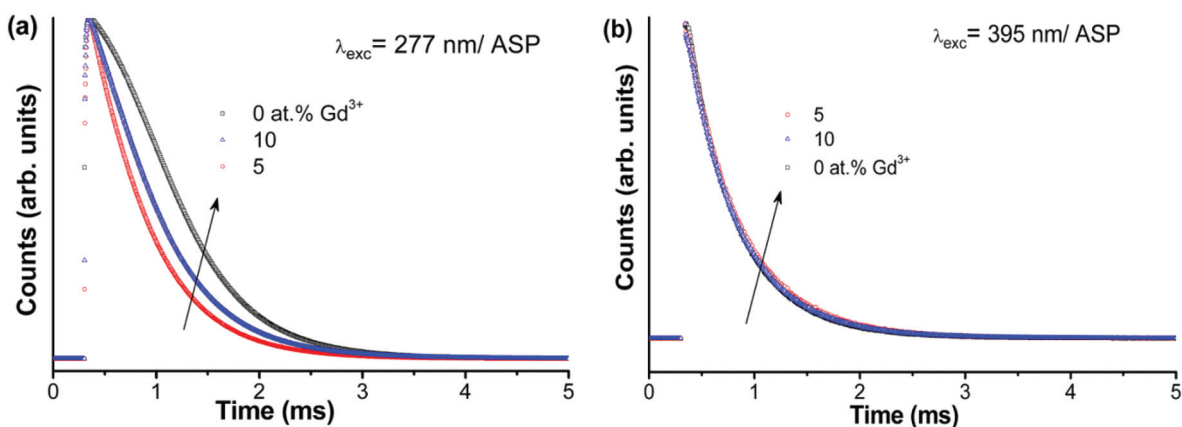 (a)
λexc= 277 nm/ ASP
0 at.% Gd3+
10
5
Counts (arb. units)
0 1 2 3 4 5
Time (ms)
(b)
λexc= 395 nm/ ASP
5
10
0 at.% Gd3+
Counts (arb. units)
0 1 2 3 4 5
Time (ms)